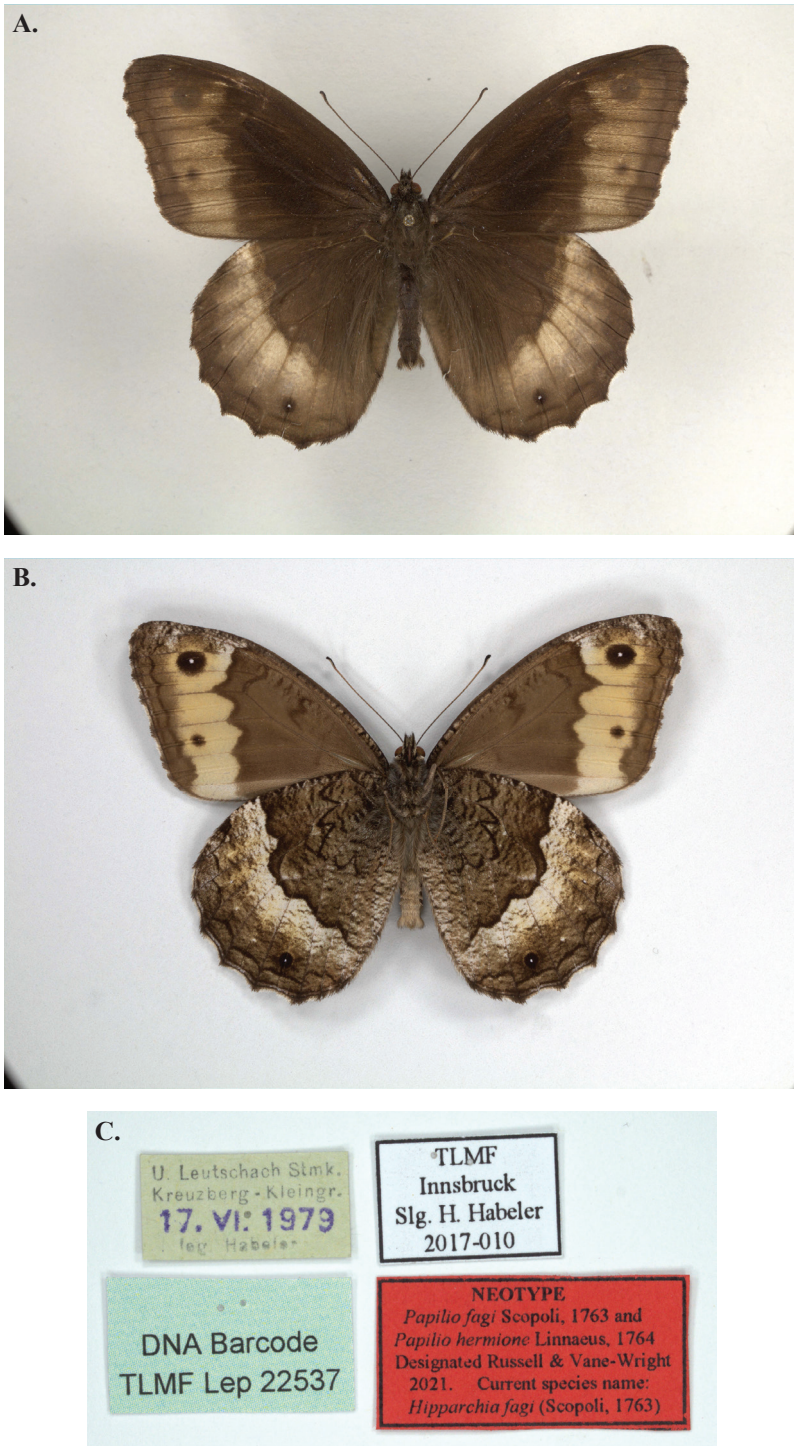 A.
B.
C.
U. Leutschach Stmk.
Kreuzberg-Kleingr.
17. VI. 1979
leg. Habeler
TLMF
Innsbruck
Slg. H. Habeler
2017-010
DNA Barcode
TLMF Lep 22537
NEOTYPE
Papilio fagi Scopoli, 1763 and
Papilio hermione Linnaeus, 1764
Designated Russell & Vane-Wright
2021. Current species name:
Hipparchia fagi (Scopoli, 1763)